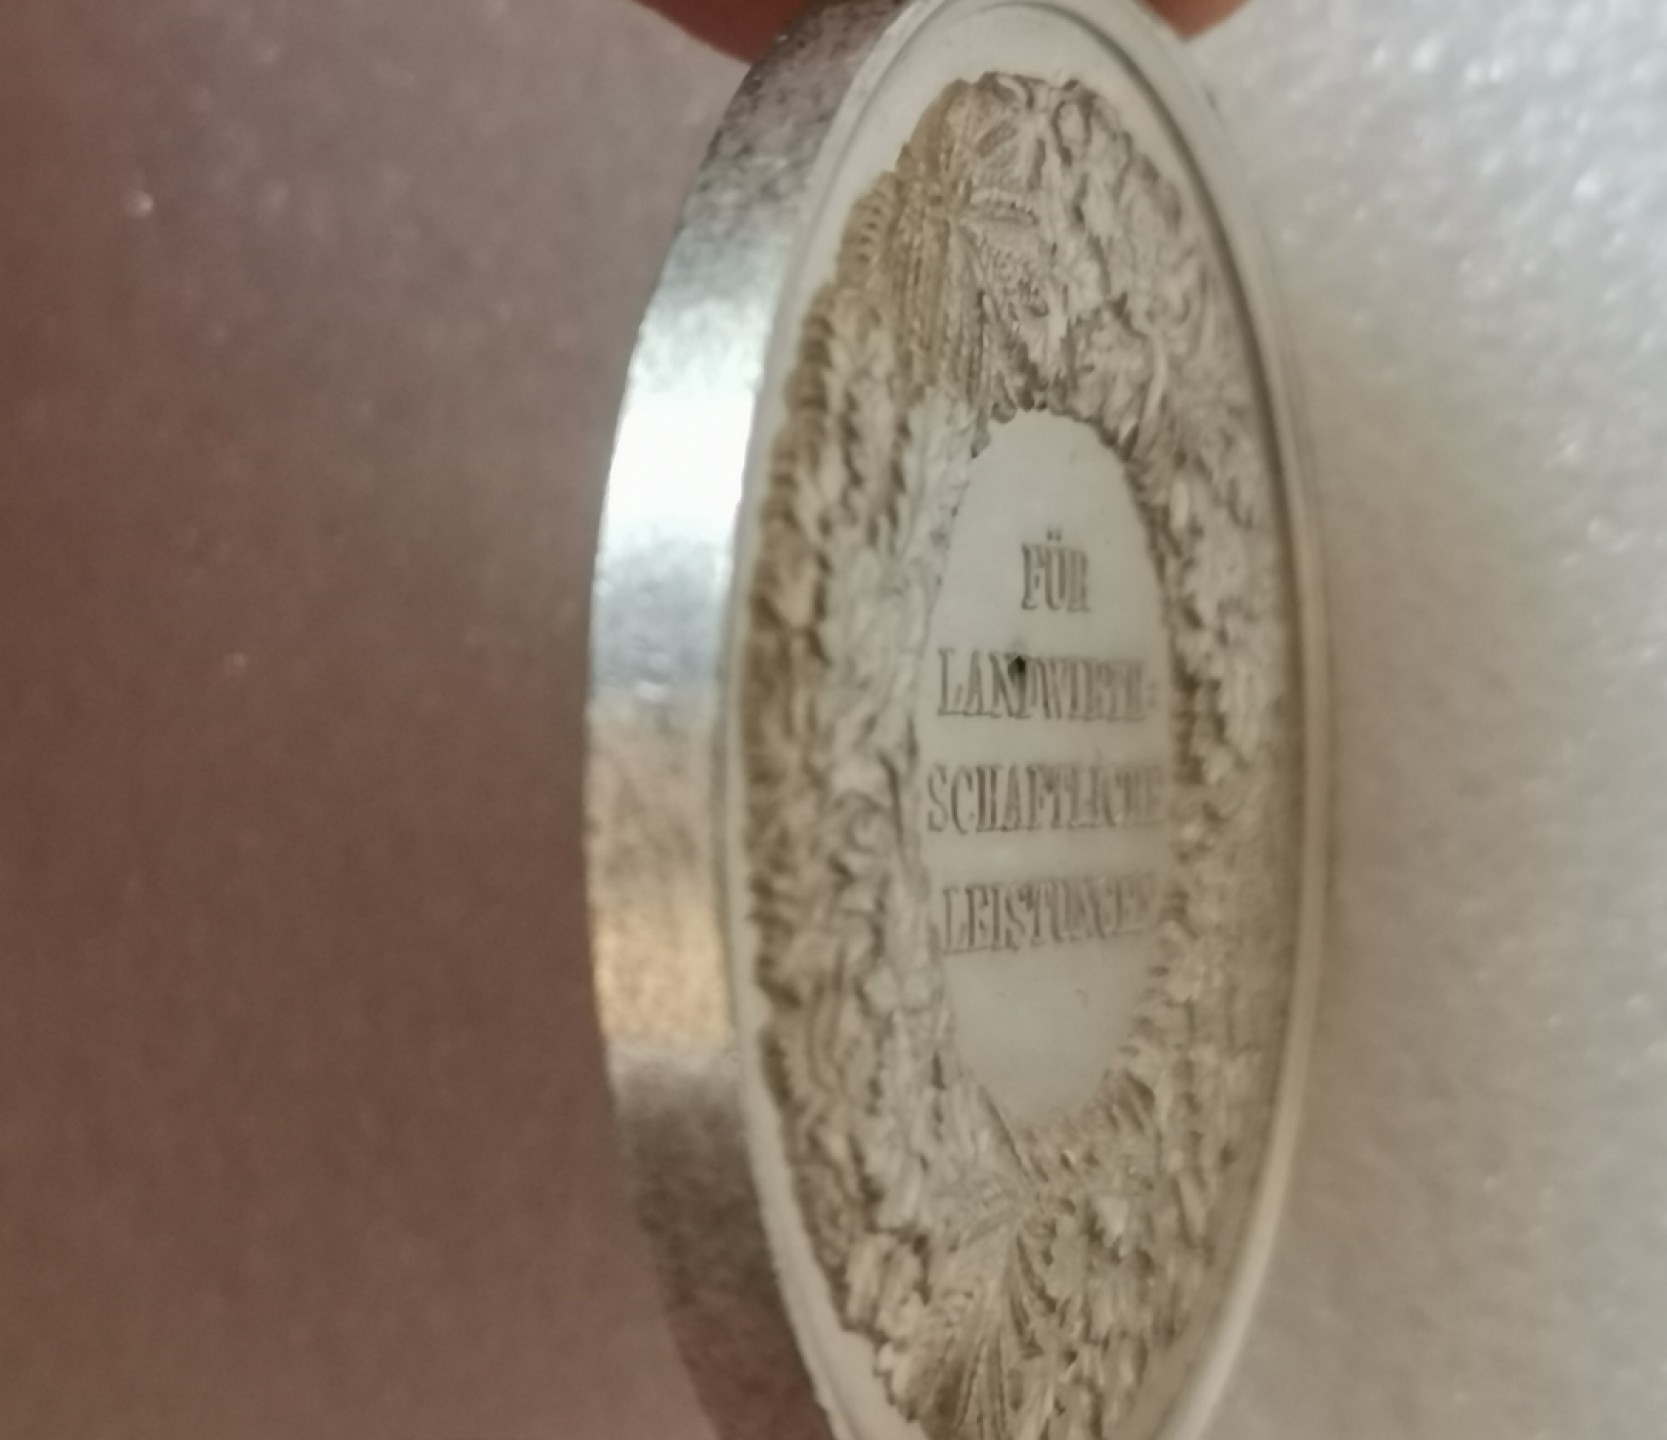 FÜR
LANDWIRTH-
SCHAFTLICHE
LEISTUNGEN